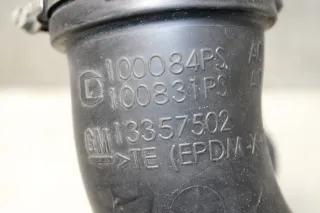 D 100084PS A
100831PS A
GM 13357502
>TE (EPDM-X